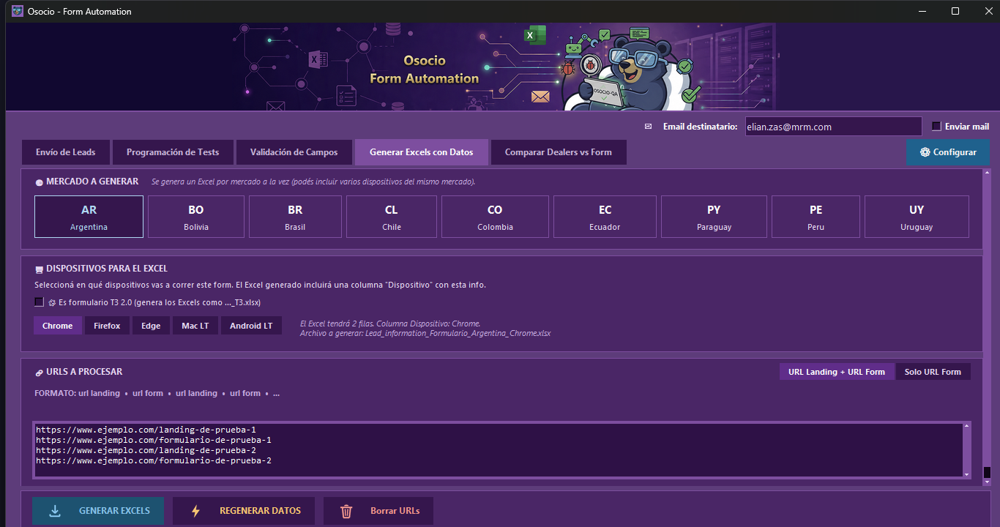 Osocio - Form Automation
Osocio
Form Automation
OSOCIO-QA
Email destinatario:
elian.zas@mrm.com
Enviar mail
Envío de Leads
Programación de Tests
Validación de Campos
Generar Excels con Datos
Comparar Dealers vs Form
Configurar
MERCADO A GENERAR
Se genera un Excel por mercado a la vez (podés incluir varios dispositivos del mismo mercado).
AR
Argentina
BO
Bolivia
BR
Brasil
CL
Chile
CO
Colombia
EC
Ecuador
PY
Paraguay
PE
Peru
UY
Uruguay
DISPOSITIVOS PARA EL EXCEL
Seleccioná en qué dispositivos vas a correr este form. El Excel generado incluirá una columna "Dispositivo" con esta info.
Es formulario T3 2.0 (genera los Excels como ..._T3.xlsx)
Chrome
Firefox
Edge
Mac LT
Android LT
El Excel tendrá 2 filas. Columna Dispositivo: Chrome.
Archivo a generar: Lead_information_Formulario_Argentina_Chrome.xlsx
URLS A PROCESAR
URL Landing + URL Form
Solo URL Form
FORMATO: url landing • url form • url landing • url form • ...
https://www.ejemplo.com/landing-de-prueba-1
https://www.ejemplo.com/formulario-de-prueba-1
https://www.ejemplo.com/landing-de-prueba-2
https://www.ejemplo.com/formulario-de-prueba-2
GENERAR EXCELS
REGENERAR DATOS
Borrar URLs